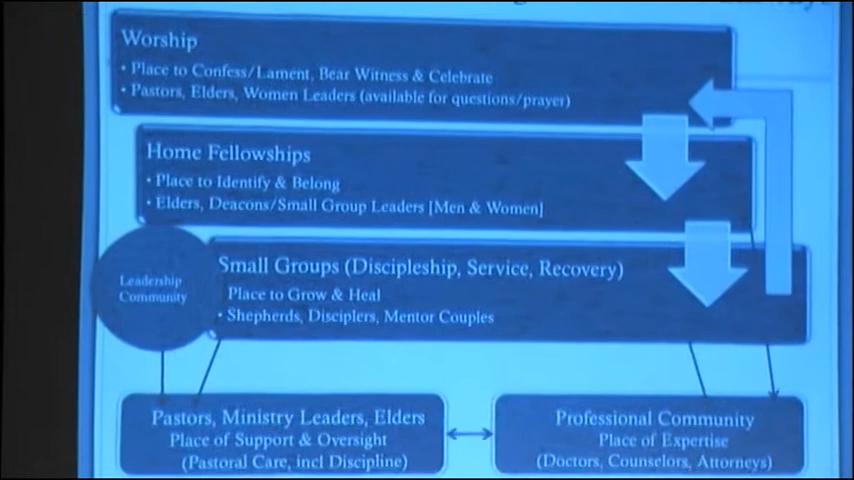 Worship
• Place to Confess/Lament, Bear Witness & Celebrate
• Pastors, Elders, Women Leaders (available for questions/prayer)
Home Fellowships
• Place to Identify & Belong
• Elders, Deacons/Small Group Leaders [Men & Women]
Leadership
Community
Small Groups (Discipleship, Service, Recovery)
Place to Grow & Heal
• Shepherds, Disciplers, Mentor Couples
Pastors, Ministry Leaders, Elders
Place of Support & Oversight
(Pastoral Care, incl Discipline)
Professional Community
Place of Expertise
(Doctors, Counselors, Attorneys)